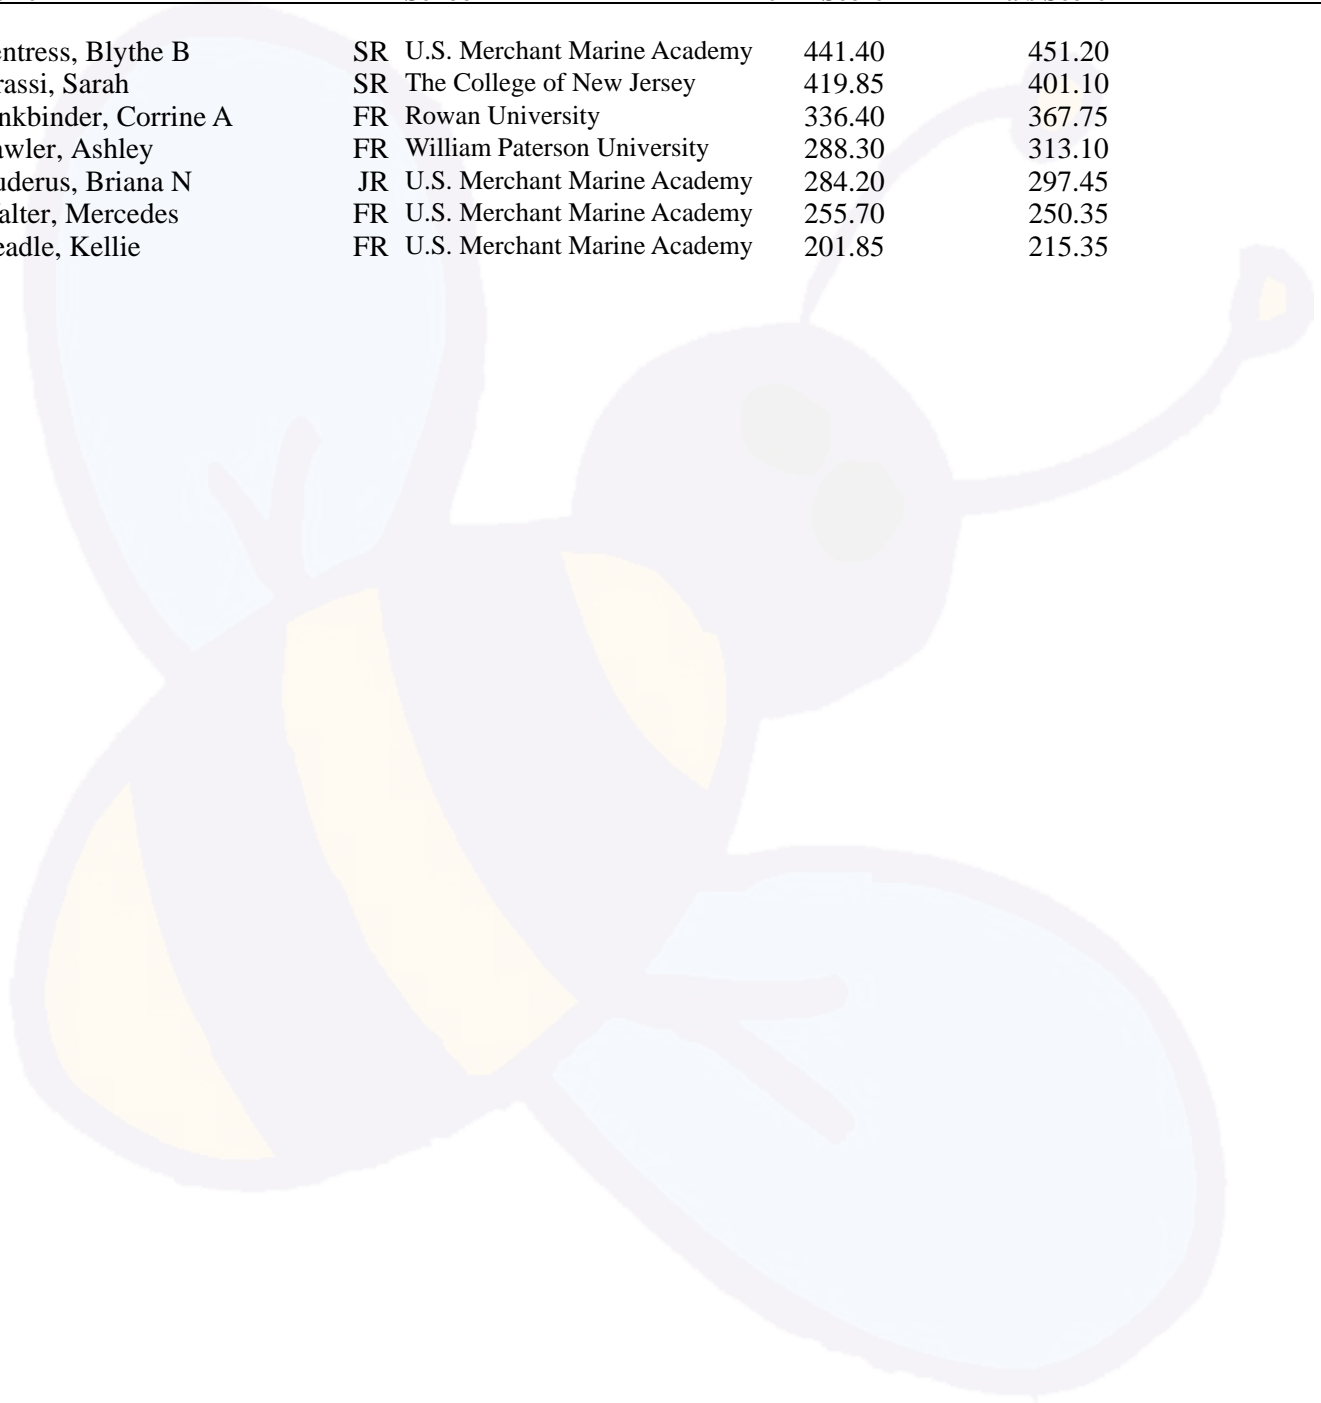 entress, Blythe B SR U.S. Merchant Marine Academy 441.40 451.20
rassi, Sarah SR The College of New Jersey 419.85 401.10
nkbinder, Corrine A FR Rowan University 336.40 367.75
awler, Ashley FR William Paterson University 288.30 313.10
uderus, Briana N JR U.S. Merchant Marine Academy 284.20 297.45
alter, Mercedes FR U.S. Merchant Marine Academy 255.70 250.35
eadle, Kellie FR U.S. Merchant Marine Academy 201.85 215.35